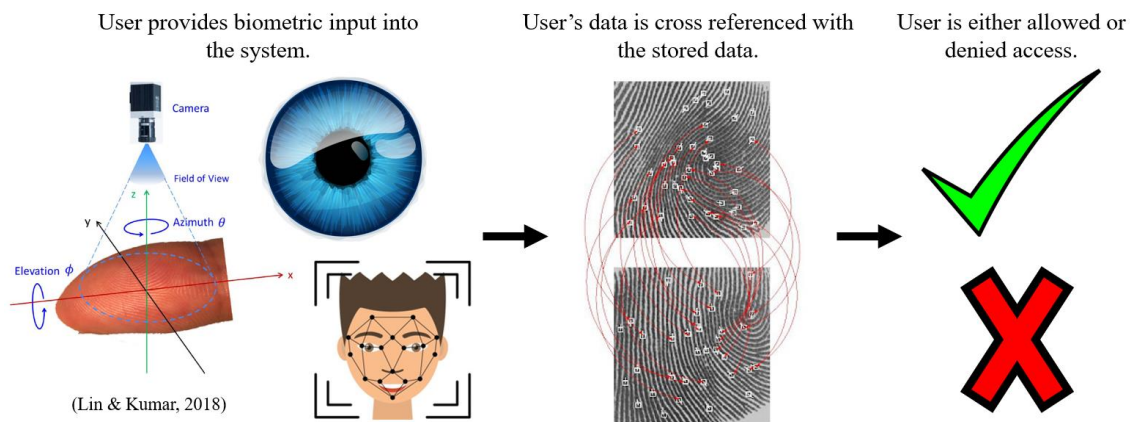 User provides biometric input into
the system.
User’s data is cross referenced with
the stored data.
User is either allowed or
denied access.
Camera
Field of View
z
y
Azimuth θ
Elevation ϕ
x
(Lin & Kumar, 2018)